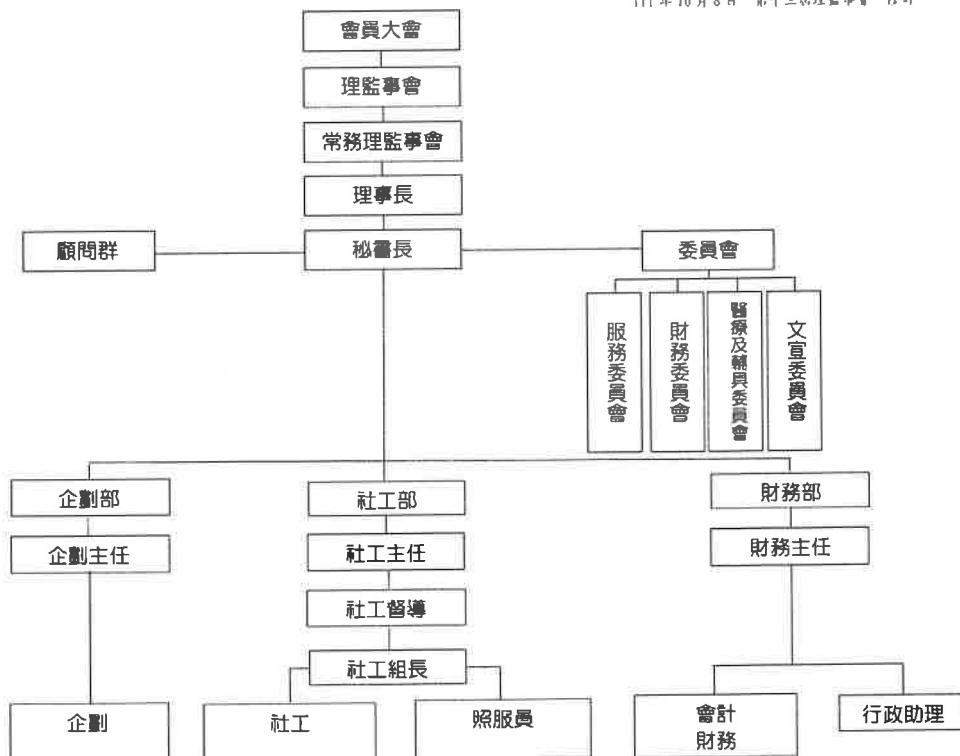 會員大會
理監事會
常務理監事會
理事長
顧問群
秘書長
委員會
服務委員會
財務委員會
醫療及輔具委員會
文宣委員會
企劃部
社工部
財務部
企劃主任
社工主任
財務主任
社工督導
社工組長
企劃
社工
照服員
會計
財務
行政助理